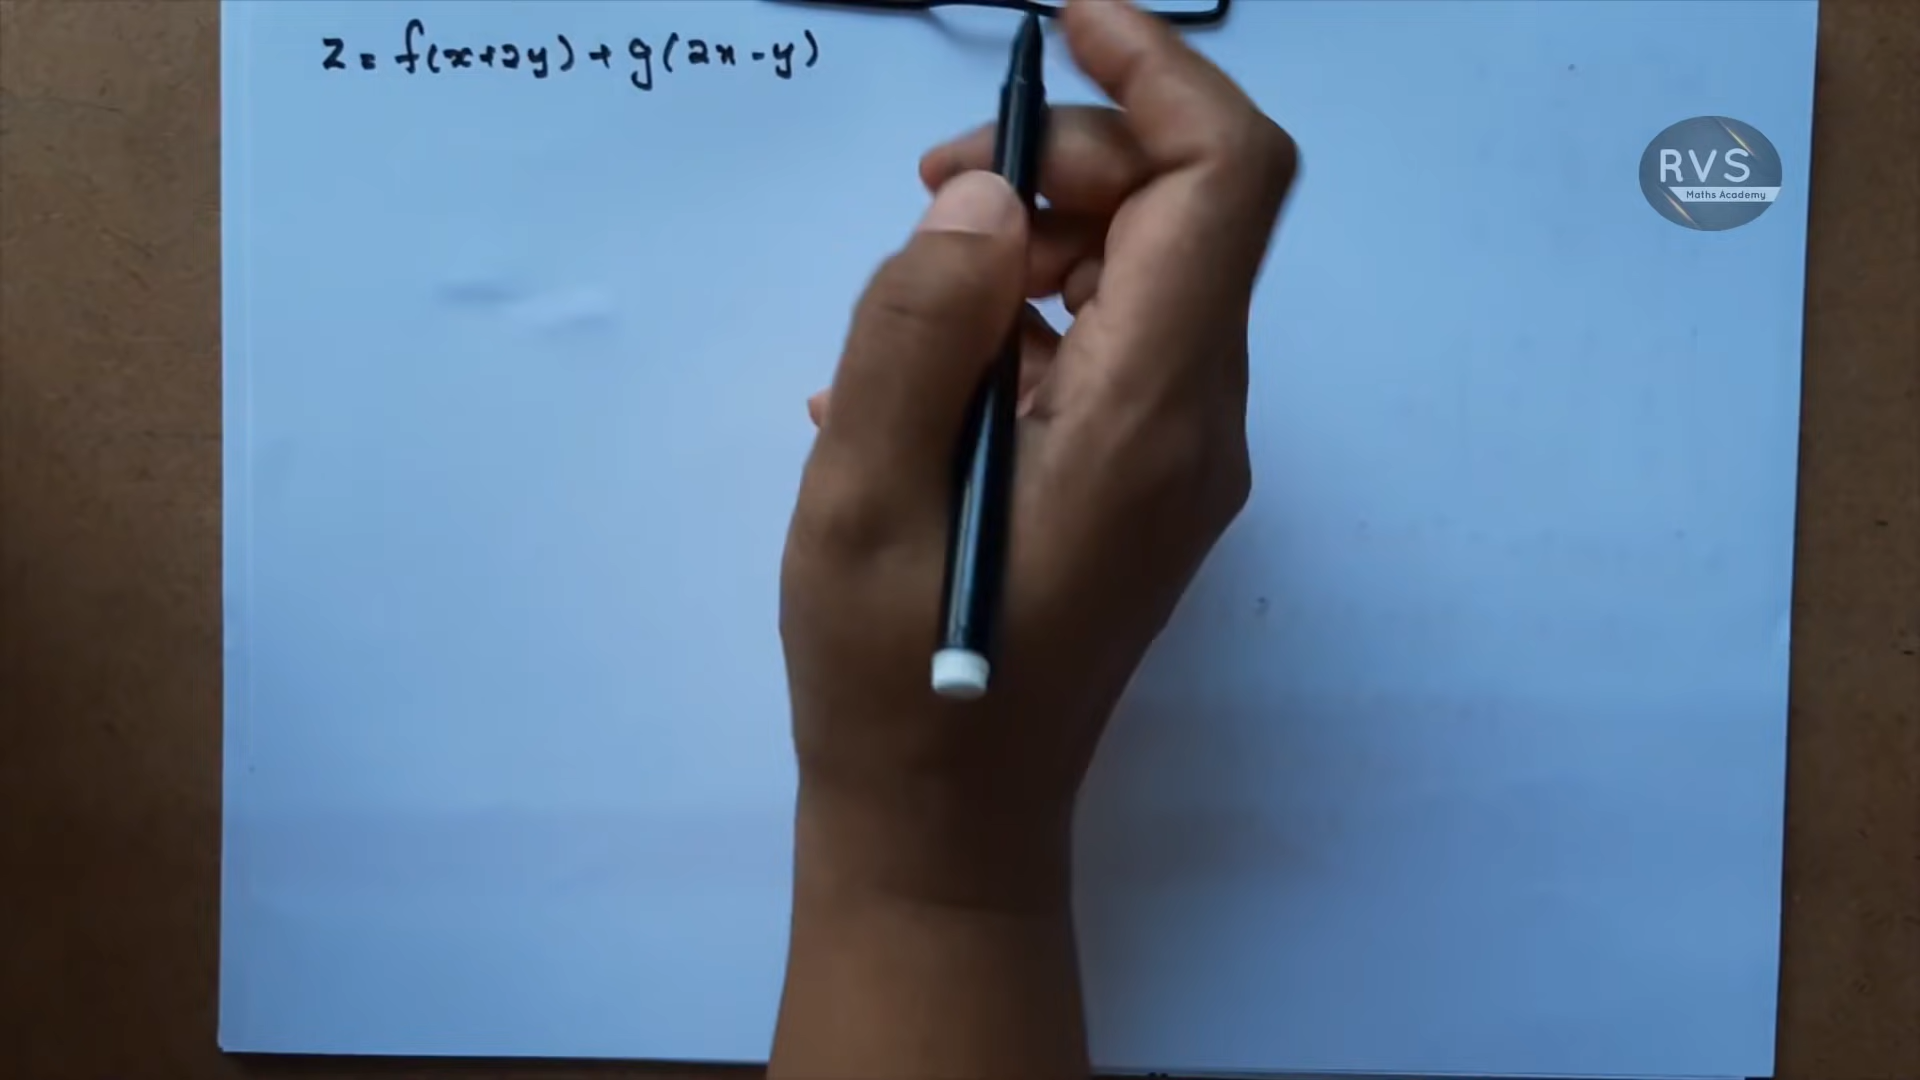 z = f(x+2y) + g(2x-y)
RVS
Maths Academy